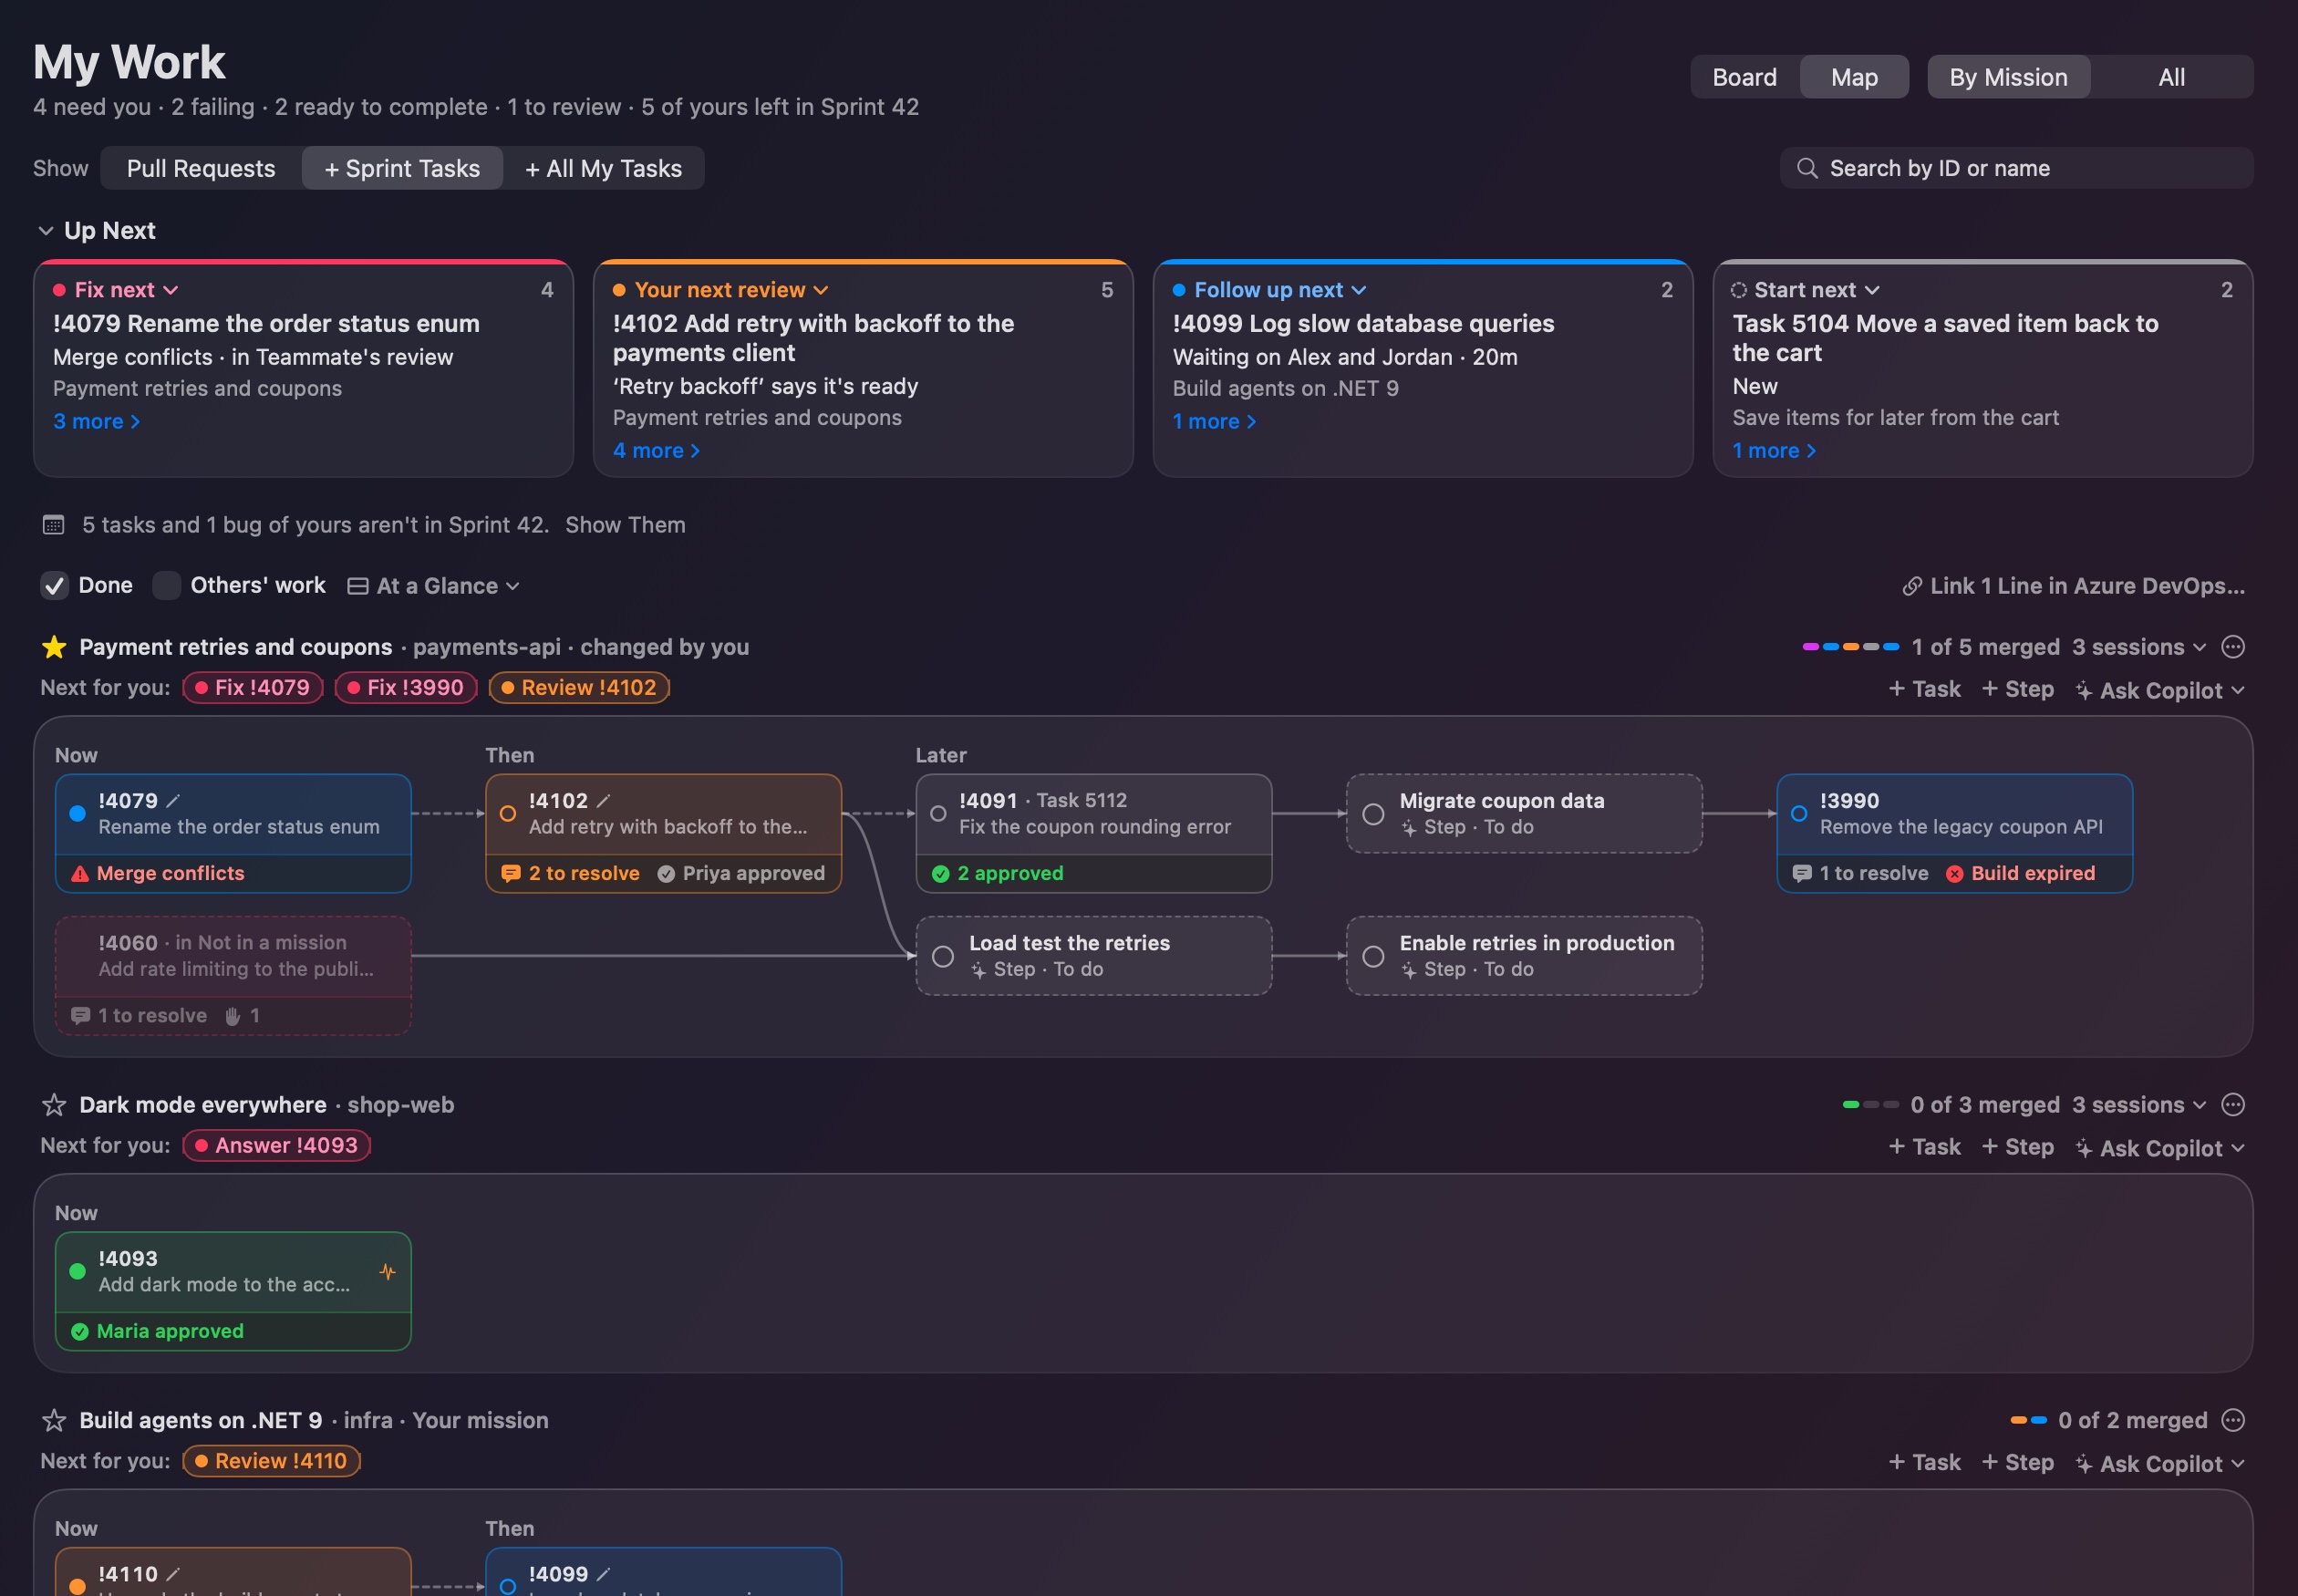 My Work
4 need you · 2 failing · 2 ready to complete · 1 to review · 5 of yours left in Sprint 42
Board
Map
By Mission
All
Show
Pull Requests
+ Sprint Tasks
+ All My Tasks
Search by ID or name
Up Next
Fix next
4
!4079 Rename the order status enum
Merge conflicts · in Teammate's review
Payment retries and coupons
3 more
Your next review
5
!4102 Add retry with backoff to the
payments client
‘Retry backoff’ says it's ready
Payment retries and coupons
4 more
Follow up next
2
!4099 Log slow database queries
Waiting on Alex and Jordan · 20m
Build agents on .NET 9
1 more
Start next
2
Task 5104 Move a saved item back to
the cart
New
Save items for later from the cart
1 more
5 tasks and 1 bug of yours aren't in Sprint 42. Show Them
Done
Others' work
At a Glance
Link 1 Line in Azure DevOps...
Payment retries and coupons · payments-api · changed by you
1 of 5 merged
3 sessions
Next for you:
Fix !4079
Fix !3990
Review !4102
+ Task
+ Step
Ask Copilot
Now
Then
Later
!4079
Rename the order status enum
Merge conflicts
!4102
Add retry with backoff to the...
2 to resolve
Priya approved
!4091 · Task 5112
Fix the coupon rounding error
2 approved
Migrate coupon data
Step · To do
!3990
Remove the legacy coupon API
1 to resolve
Build expired
!4060 · in Not in a mission
Add rate limiting to the publi...
1 to resolve
1
Load test the retries
Step · To do
Enable retries in production
Step · To do
Dark mode everywhere · shop-web
0 of 3 merged
3 sessions
Next for you:
Answer !4093
+ Task
+ Step
Ask Copilot
Now
!4093
Add dark mode to the acc...
Maria approved
Build agents on .NET 9 · infra · Your mission
0 of 2 merged
Next for you:
Review !4110
+ Task
+ Step
Ask Copilot
Now
Then
!4110
!4099